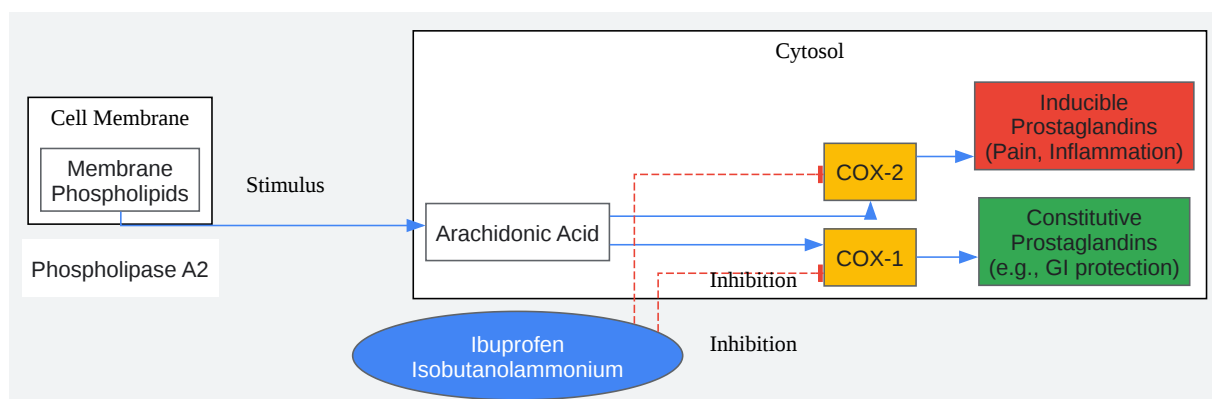 Cytosol
Cell Membrane
Membrane
Phospholipids
Stimulus
Phospholipase A2
Arachidonic Acid
COX-2
COX-1
Inducible
Prostaglandins
(Pain, Inflammation)
Constitutive
Prostaglandins
(e.g., GI protection)
Inhibition
Inhibition
Ibuprofen
Isobutanolammonium